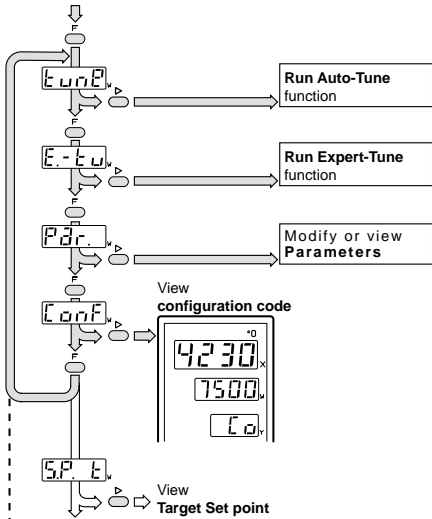 F
tunE W
▷
Run Auto-Tune
function
F
E.-tu W
▷
Run Expert-Tune
function
F
Par. W
▷
Modify or view
Parameters
F
View
configuration code
ConF W
▷
°0
4230 X
7500 W
Co Y
F
S.P. t W
▷
View
Target Set point